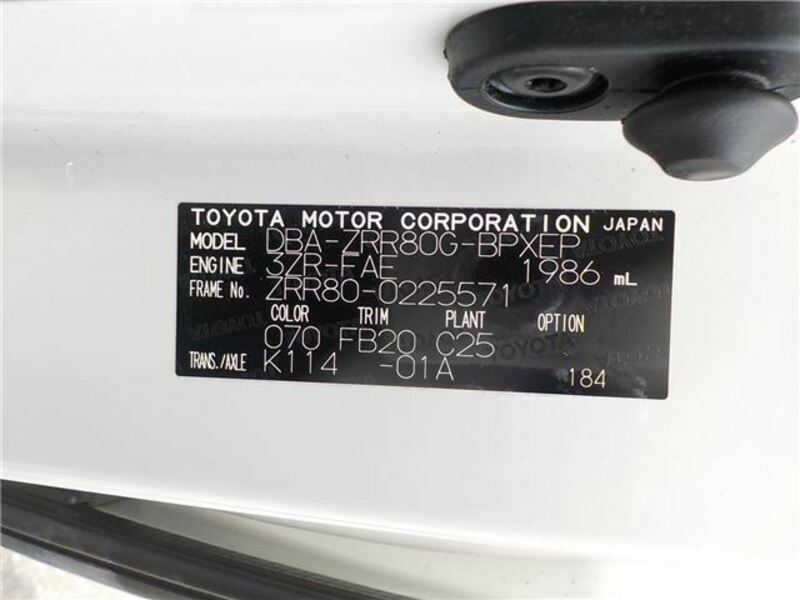 TOYOTA MOTOR CORPORATION JAPAN
MODEL DBA-ZRR80G-BPXEP
ENGINE 3ZR-FAE 1986 mL
FRAME No. ZRR80-0225571
COLOR TRIM PLANT OPTION
070 FB20 C25
TRANS./AXLE K114 -01A 184